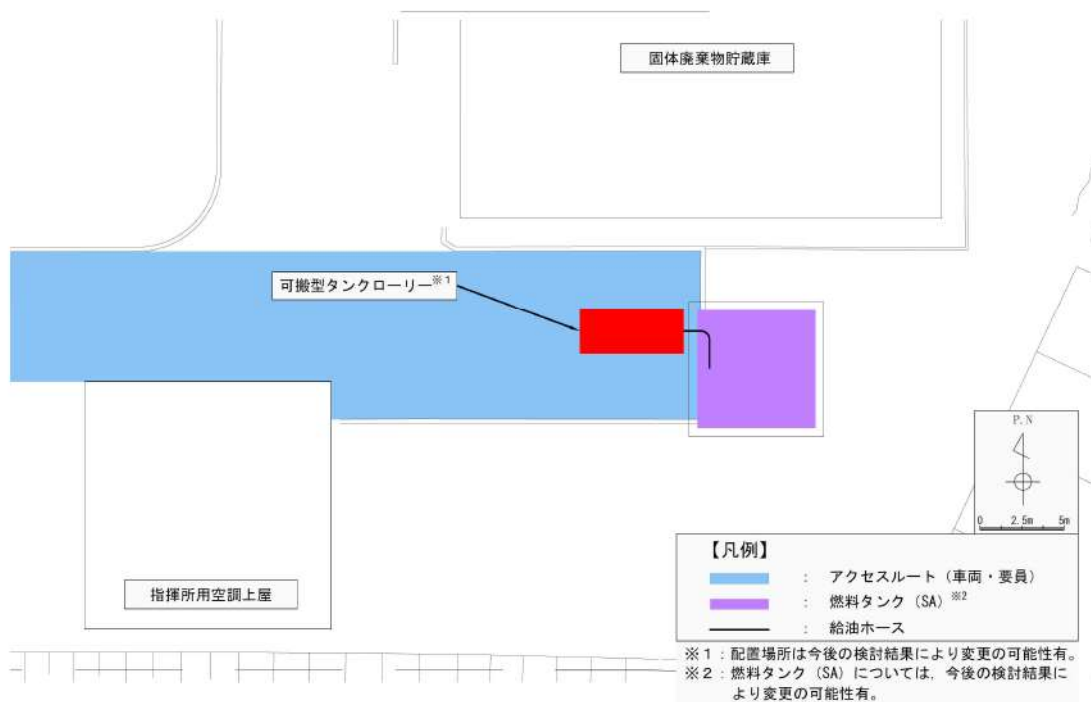 固体廃棄物貯蔵庫
可搬型タンクローリー※1
指揮所用空調上屋
P.N
0 2.5m 5m
【凡例】
: アクセスルート（車両・要員）
: 燃料タンク（SA）※2
: 給油ホース
※1：配置場所は今後の検討結果により変更の可能性有。
※2：燃料タンク（SA）については，今後の検討結果に
より変更の可能性有。